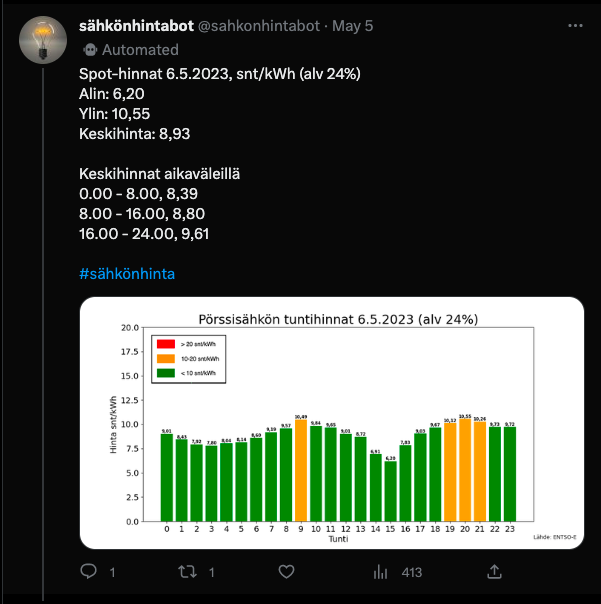 sähkönhintabot @sahkonhintabot · May 5
Automated
Spot-hinnat 6.5.2023, snt/kWh (alv 24%)
Alin: 6,20
Ylin: 10,55
Keskihinta: 8,93
Keskihinnat aikaväleillä
0.00 - 8.00, 8,39
8.00 - 16.00, 8,80
16.00 - 24.00, 9,61
#sähkönhinta
Pörssisähkön tuntihinnat 6.5.2023 (alv 24%)
> 20 snt/kWh
10-20 snt/kWh
< 10 snt/kWh
Hinta snt/kWh
20.0
17.5
15.0
12.5
10.0
7.5
5.0
2.5
0.0
9,01 8,43 7,92 7,80 8,04 8,14 8,60 9,19 9,57 10,49 9,84 9,65 9,01 8,72 6,91 6,20 7,83 9,03 9,67 10,12 10,55 10,24 9,73 9,72
0 1 2 3 4 5 6 7 8 9 10 11 12 13 14 15 16 17 18 19 20 21 22 23
Tunti
Lähde: ENTSO-E
1 1 413